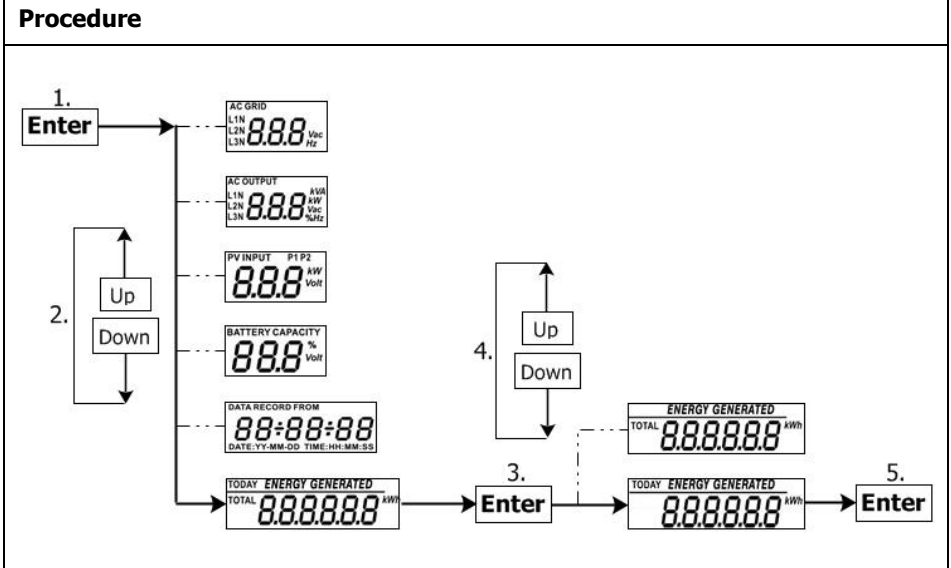 Procedure
1.
Enter
AC GRID
L1N
L2N
L3N
8.8.8
Vac
Hz
AC OUTPUT
L1N
L2N
L3N
8.8.8
kVA
kW
Vac
%Hz
2.
Up
Down
PV INPUT P1 P2
8.8.8
kW
Volt
BATTERY CAPACITY
88.8
%
Volt
DATA RECORD FROM
88:88:88
DATE:YY-MM-DD TIME:HH:MM:SS
TODAY ENERGY GENERATED
TOTAL 8.8.8.8.8.8 kWh
3.
Enter
4.
Up
Down
ENERGY GENERATED
TOTAL 8.8.8.8.8.8 kWh
TODAY ENERGY GENERATED
8.8.8.8.8.8 kWh
5.
Enter